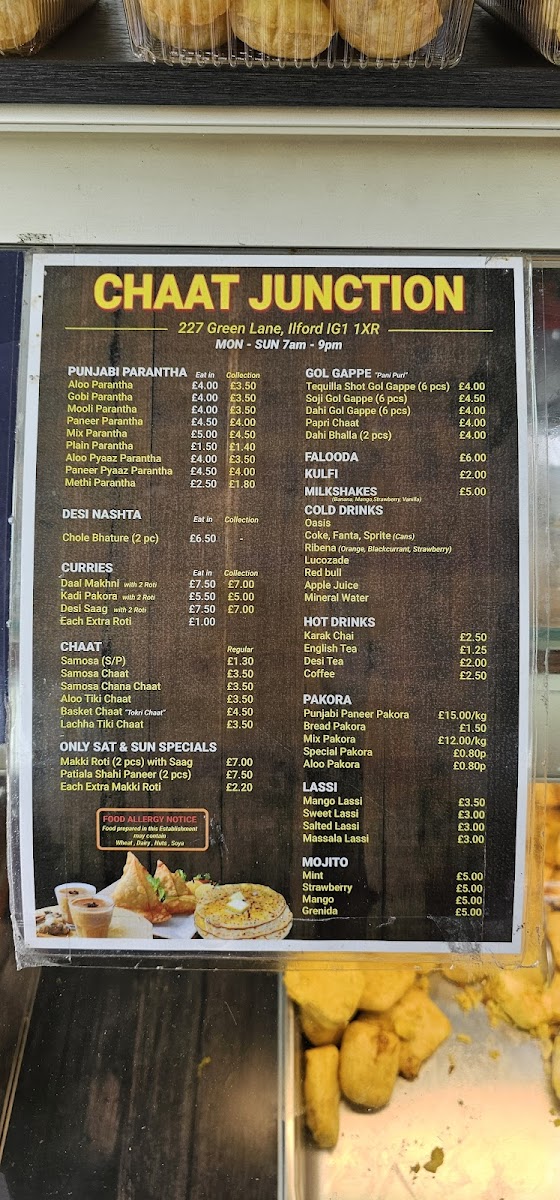 CHAAT JUNCTION
227 Green Lane, Ilford IG1 1XR
MON - SUN 7am - 9pm
PUNJABI PARANTHA Eat in Collection
Aloo Parantha £4.00 £3.50
Gobi Parantha £4.00 £3.50
Mooli Parantha £4.00 £3.50
Paneer Parantha £4.50 £4.00
Mix Parantha £5.00 £4.50
Plain Parantha £1.50 £1.40
Aloo Pyaaz Parantha £4.00 £3.50
Paneer Pyaaz Parantha £4.50 £4.00
Methi Parantha £2.50 £1.80
DESI NASHTA Eat in Collection
Chole Bhature (2 pc) £6.50 -
CURRIES Eat in Collection
Daal Makhni with 2 Roti £7.50 £7.00
Kadi Pakora with 2 Roti £5.50 £5.00
Desi Saag with 2 Roti £7.50 £7.00
Each Extra Roti £1.00
CHAAT Regular
Samosa (S/P) £1.30
Samosa Chaat £3.50
Samosa Chana Chaat £3.50
Aloo Tiki Chaat £3.50
Basket Chaat "Tokri Chaat" £4.50
Lachha Tiki Chaat £3.50
ONLY SAT & SUN SPECIALS
Makki Roti (2 pcs) with Saag £7.00
Patiala Shahi Paneer (2 pcs) £7.50
Each Extra Makki Roti £2.20
FOOD ALLERGY NOTICE
Food prepared in this Establishment
may contain
Wheat , Dairy , Nuts , Soya
GOL GAPPE "Pani Puri"
Tequilla Shot Gol Gappe (6 pcs) £4.00
Soji Gol Gappe (6 pcs) £4.50
Dahi Gol Gappe (6 pcs) £4.00
Papri Chaat £4.00
Dahi Bhalla (2 pcs) £4.00
FALOODA £6.00
KULFI £2.00
MILKSHAKES £5.00
(Banana, Mango,Strawberry, Vanilla)
COLD DRINKS
Oasis
Coke, Fanta, Sprite (Cans)
Ribena (Orange, Blackcurrant, Strawberry)
Lucozade
Red bull
Apple Juice
Mineral Water
HOT DRINKS
Karak Chai £2.50
English Tea £1.25
Desi Tea £2.00
Coffee £2.50
PAKORA
Punjabi Paneer Pakora £15.00/kg
Bread Pakora £1.50
Mix Pakora £12.00/kg
Special Pakora £0.80p
Aloo Pakora £0.80p
LASSI
Mango Lassi £3.50
Sweet Lassi £3.00
Salted Lassi £3.00
Massala Lassi £3.00
MOJITO
Mint £5.00
Strawberry £5.00
Mango £5.00
Grenida £5.00